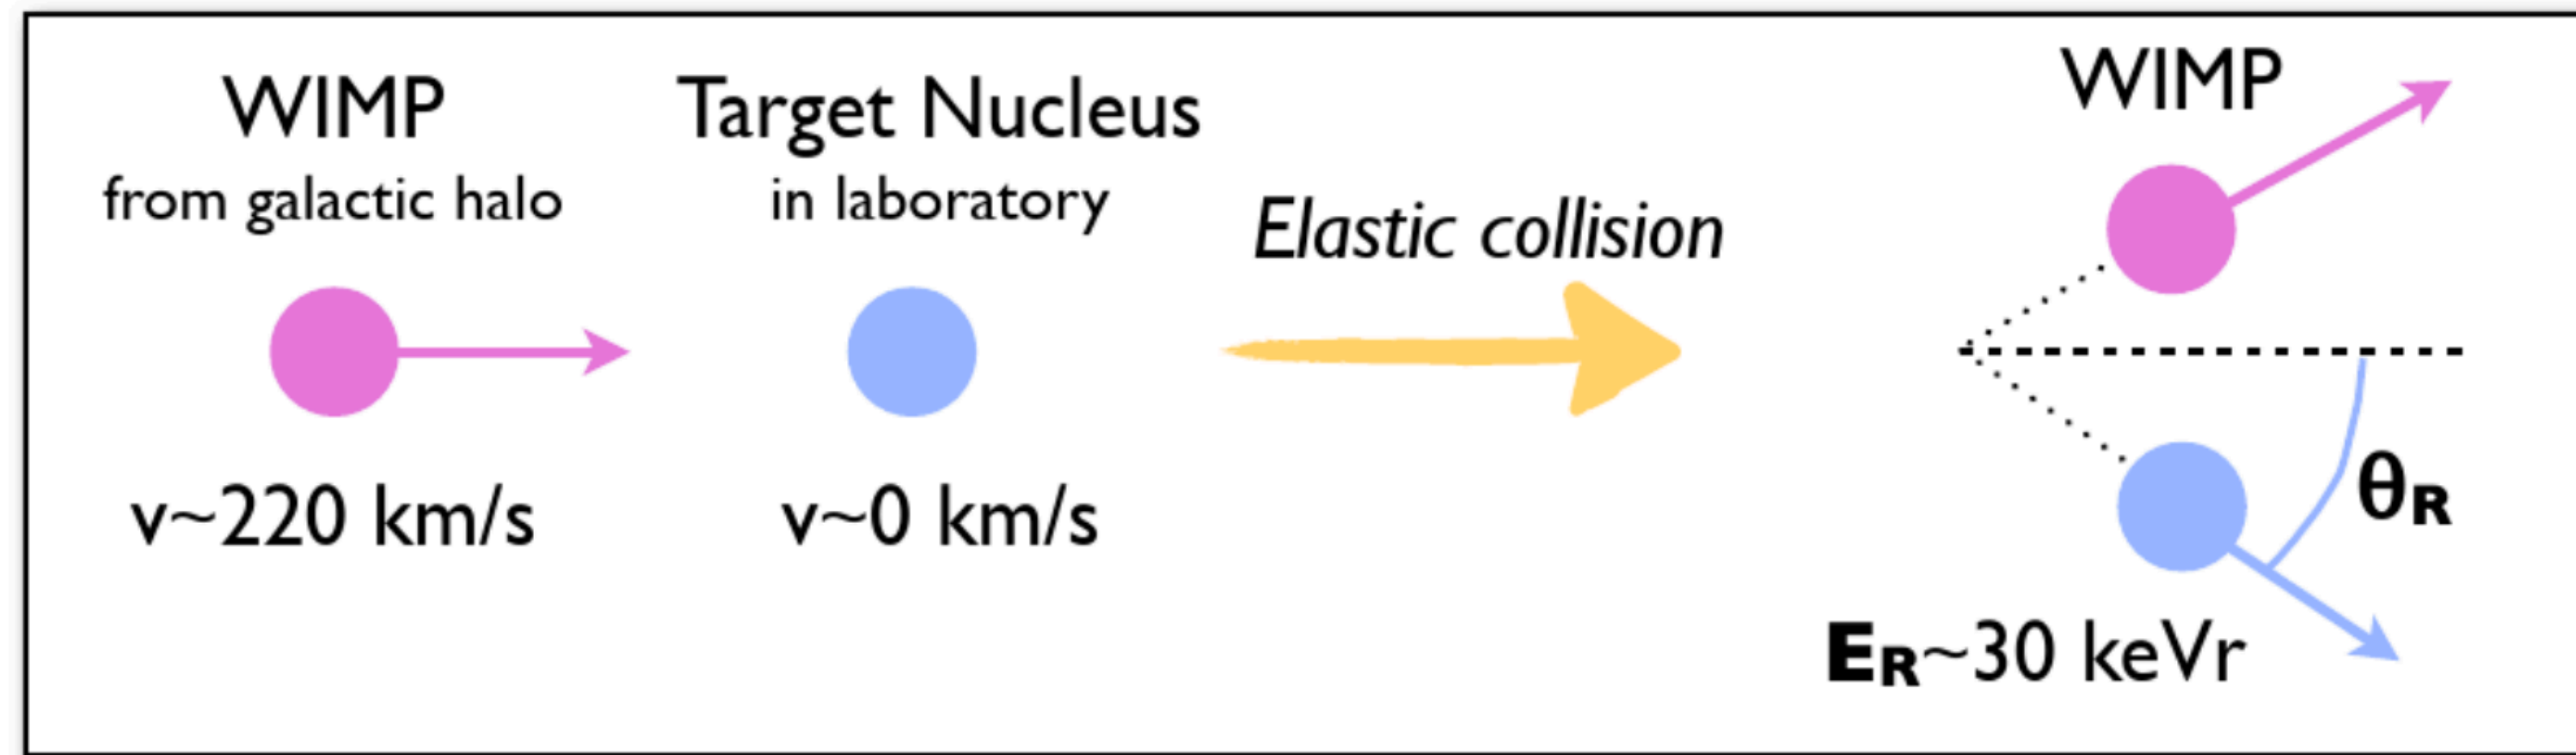 WIMP
from galactic halo
v~220 km/s
Target Nucleus
in laboratory
v~0 km/s
Elastic collision
WIMP
θR
ER~30 keVr